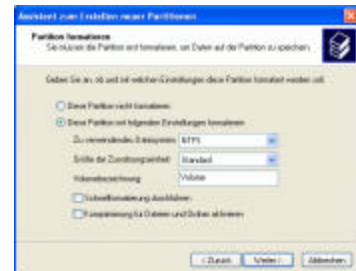 Assistent zum Erstellen neuer Partitionen
Partition formatieren
Sie müssen die Partition erst formatieren, um Daten auf der Partition zu speichern.
Geben Sie an, ob und mit welchen Einstellungen diese Partition formatiert werden soll.
Diese Partition nicht formatieren
Diese Partition mit folgenden Einstellungen formatieren:
Zu verwendendes Dateisystem: NTFS
Größe der Zuordnungseinheit: Standard
Volumebezeichnung: Volume
Schnellformatierung durchführen
Komprimierung für Dateien und Ordner aktivieren
< Zurück Weiter > Abbrechen